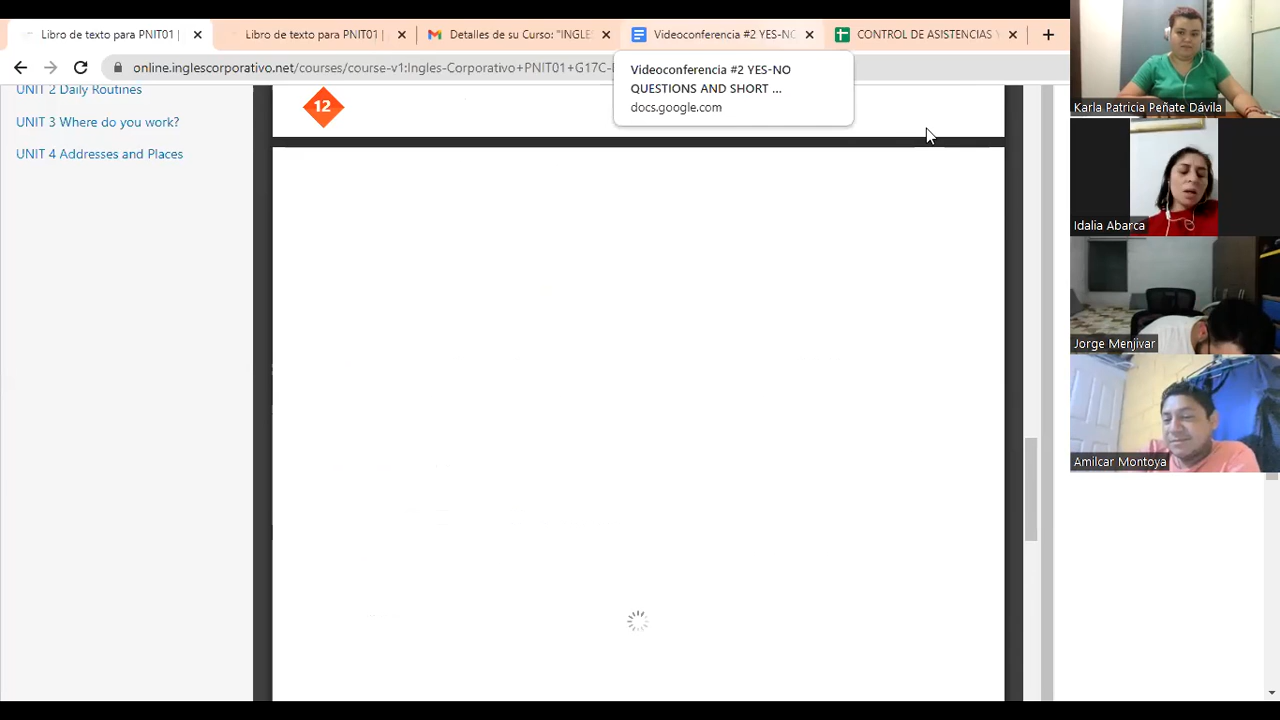 Libro de texto para PNIT01 |
Libro de texto para PNIT01 |
Detalles de su Curso: "INGLES
Videoconferencia #2 YES-NO
CONTROL DE ASISTENCIAS Y
online.inglescorporativo.net/courses/course-v1:Ingles-Corporativo+PNIT01+G17C-
Videoconferencia #2 YES-NO
QUESTIONS AND SHORT ...
docs.google.com
UNIT 2 Daily Routines
UNIT 3 Where do you work?
UNIT 4 Addresses and Places
12
Karla Patricia Peñate Dávila
Idalia Abarca
Jorge Menjivar
Amílcar Montoya